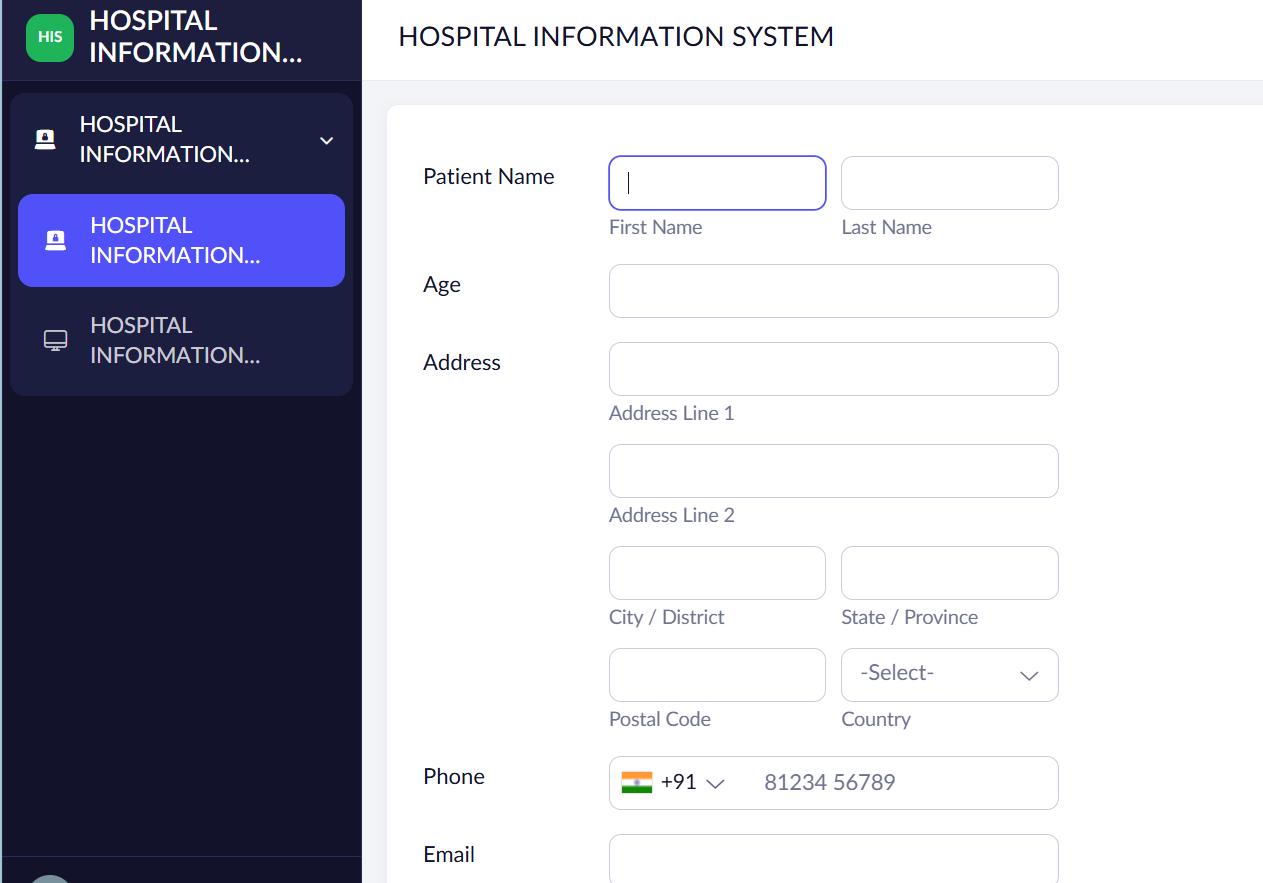 HIS
HOSPITAL
INFORMATION...
HOSPITAL
INFORMATION...
HOSPITAL
INFORMATION...
HOSPITAL
INFORMATION...
HOSPITAL INFORMATION SYSTEM
Patient Name
First Name Last Name
Age
Address
Address Line 1
Address Line 2
City / District State / Province
-Select-
Postal Code Country
Phone +91 81234 56789
Email